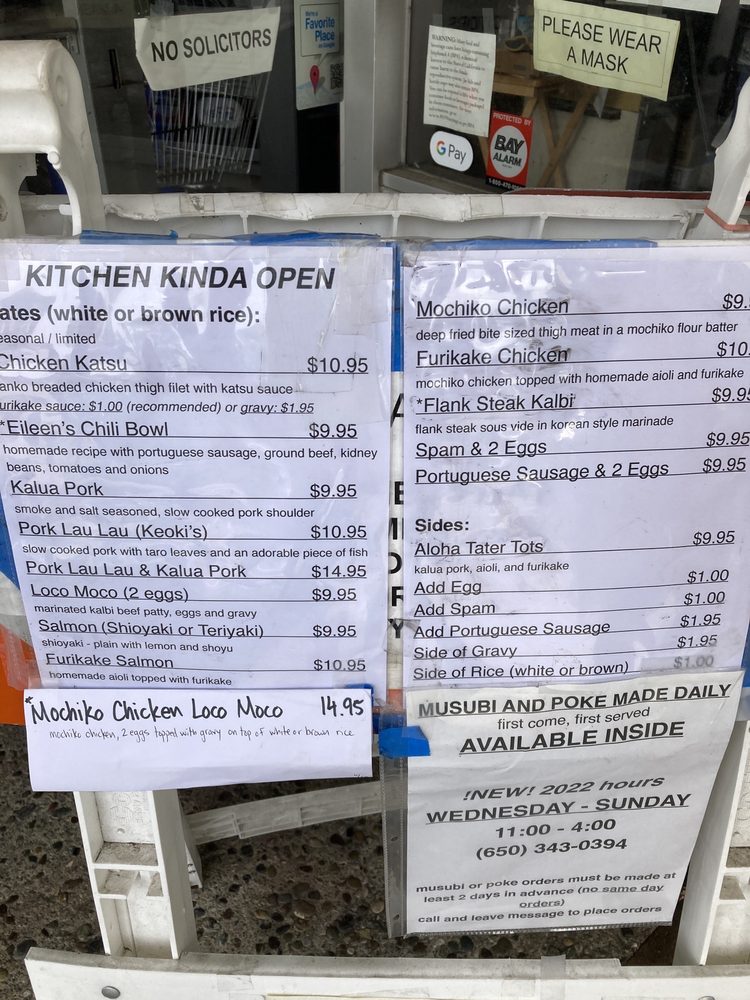 NO SOLICITORS
We're a
Favorite
Place
on Google
PLEASE WEAR
A MASK
G Pay
PROTECTED BY
BAY
ALARM
KITCHEN KINDA OPEN
ates (white or brown rice):
easonal / limited
Chicken Katsu $10.95
anko breaded chicken thigh filet with katsu sauce
urikake sauce: $1.00 (recommended) or gravy: $1.95
*Eileen's Chili Bowl $9.95
homemade recipe with portuguese sausage, ground beef, kidney
beans, tomatoes and onions
Kalua Pork $9.95
smoke and salt seasoned, slow cooked pork shoulder
Pork Lau Lau (Keoki's) $10.95
slow cooked pork with taro leaves and an adorable piece of fish
Pork Lau Lau & Kalua Pork $14.95
Loco Moco (2 eggs) $9.95
marinated kalbi beef patty, eggs and gravy
Salmon (Shioyaki or Teriyaki) $9.95
shioyaki - plain with lemon and shoyu
Furikake Salmon $10.95
homemade aioli topped with furikake
*Mochiko Chicken Loco Moco 14.95
mochiko chicken, 2 eggs topped with gravy on top of white or brown rice
Mochiko Chicken $9.
deep fried bite sized thigh meat in a mochiko flour batter
Furikake Chicken $10.
mochiko chicken topped with homemade aioli and furikake
*Flank Steak Kalbi $9.95
flank steak sous vide in korean style marinade
Spam & 2 Eggs $9.95
Portuguese Sausage & 2 Eggs $9.95
Sides:
Aloha Tater Tots $9.95
kalua pork, aioli, and furikake
Add Egg $1.00
Add Spam $1.00
Add Portuguese Sausage $1.95
Side of Gravy $1.95
Side of Rice (white or brown) $1.00
MUSUBI AND POKE MADE DAILY
first come, first served
AVAILABLE INSIDE
!NEW! 2022 hours
WEDNESDAY - SUNDAY
11:00 - 4:00
(650) 343-0394
musubi or poke orders must be made at
least 2 days in advance (no same day
orders)
call and leave message to place orders